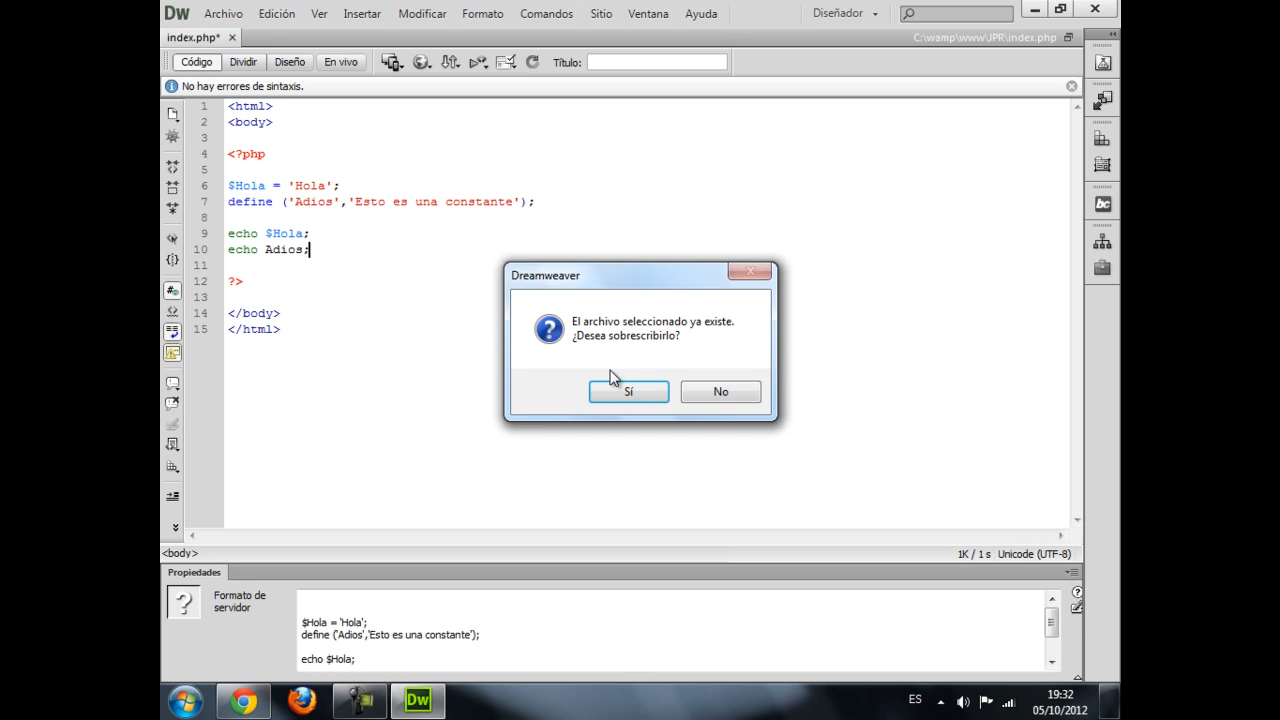 Dw Archivo Edición Ver Insertar Modificar Formato Comandos Sitio Ventana Ayuda Diseñador
index.php* C:\wamp\www\JPR\index.php
Código Dividir Diseño En vivo Título:
No hay errores de sintaxis.
1 <html>
2 <body>
3
4 <?php
5
6 $Hola = 'Hola';
7 define ('Adios','Esto es una constante');
8
9 echo $Hola;
10 echo Adios;
11
12 ?>
13
14 </body>
15 </html>
Dreamweaver
El archivo seleccionado ya existe.
¿Desea sobrescribirlo?
Sí No
<body> 1K / 1 s Unicode (UTF-8)
Propiedades
Formato de
servidor
$Hola = 'Hola';
define ('Adios','Esto es una constante');
echo $Hola;
bc
Dw ES 19:32
05/10/2012